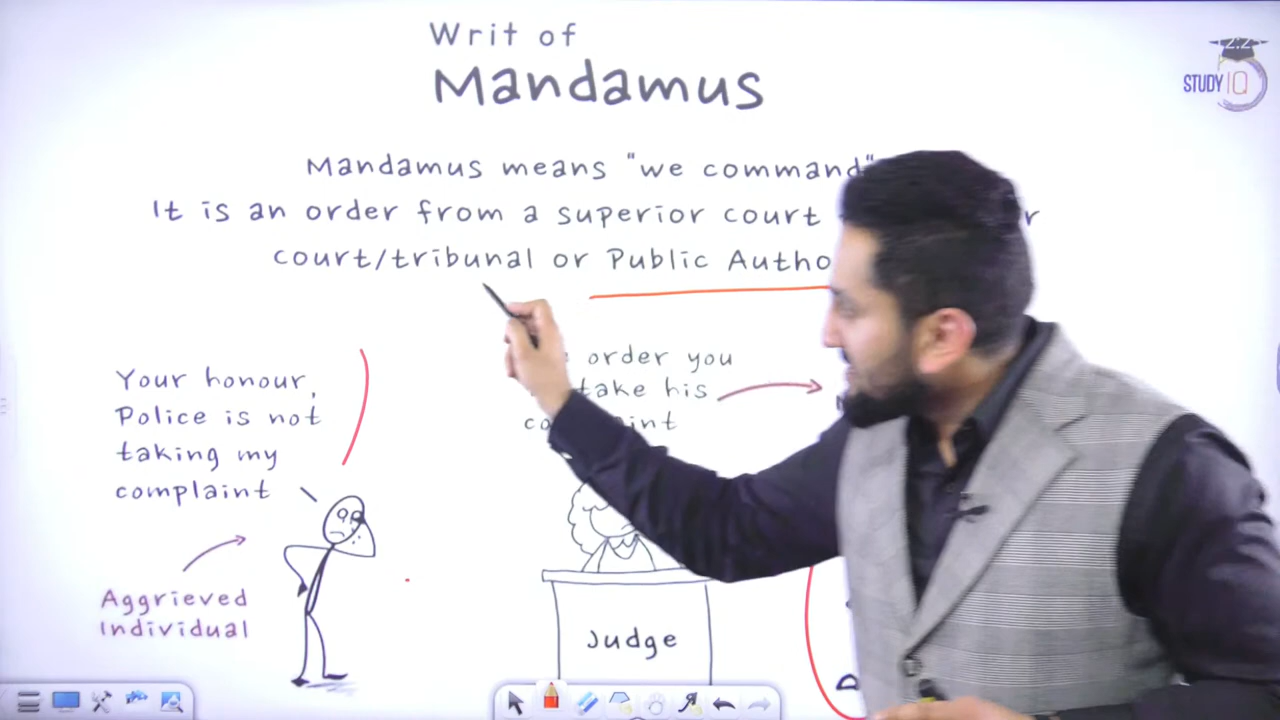 Writ of
Mandamus
STUDY IQ
Mandamus means "we command"
It is an order from a superior court
court/tribunal or Public Autho
Your honour,
Police is not
taking my
complaint
order you
take his
Aggrieved
Individual
Judge